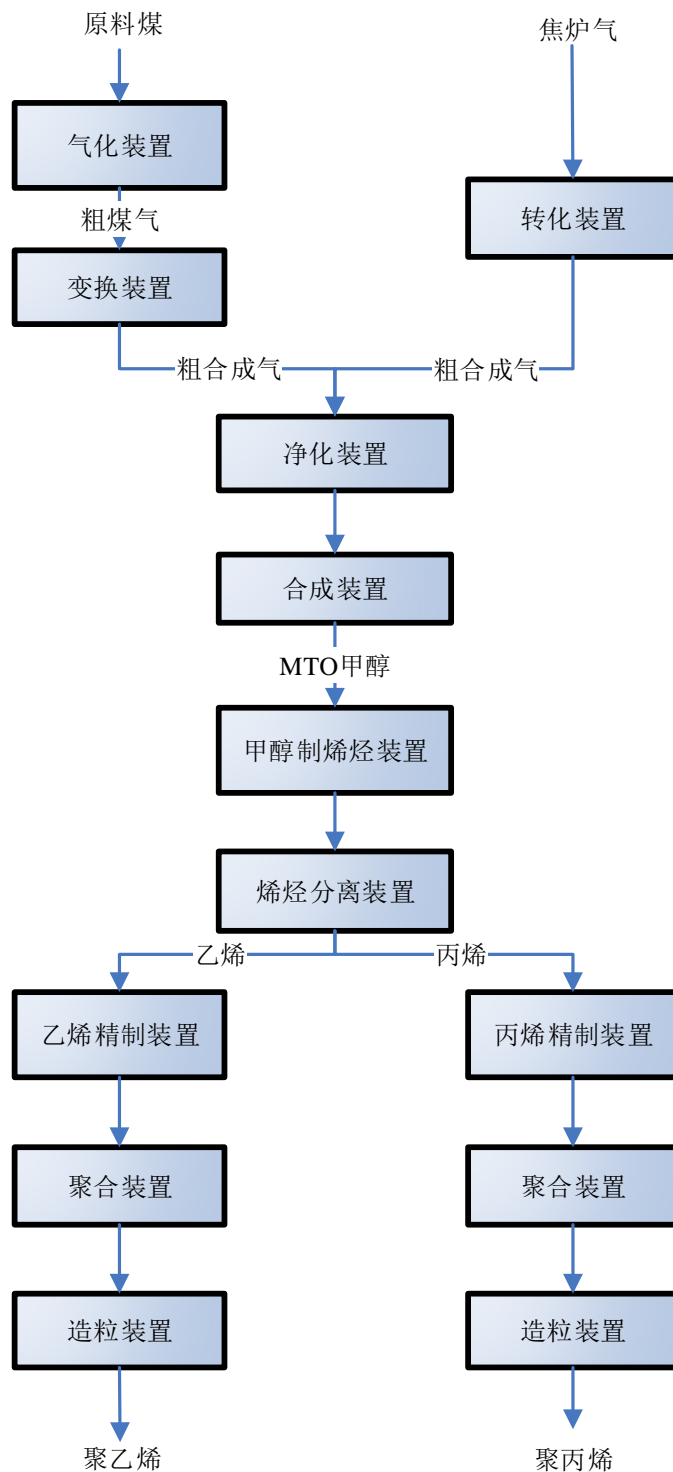 原料煤
焦炉气
气化装置
粗煤气
转化装置
变换装置
粗合成气
粗合成气
净化装置
合成装置
MTO甲醇
甲醇制烯烃装置
烯烃分离装置
乙烯
丙烯
乙烯精制装置
丙烯精制装置
聚合装置
聚合装置
造粒装置
造粒装置
聚乙烯
聚丙烯